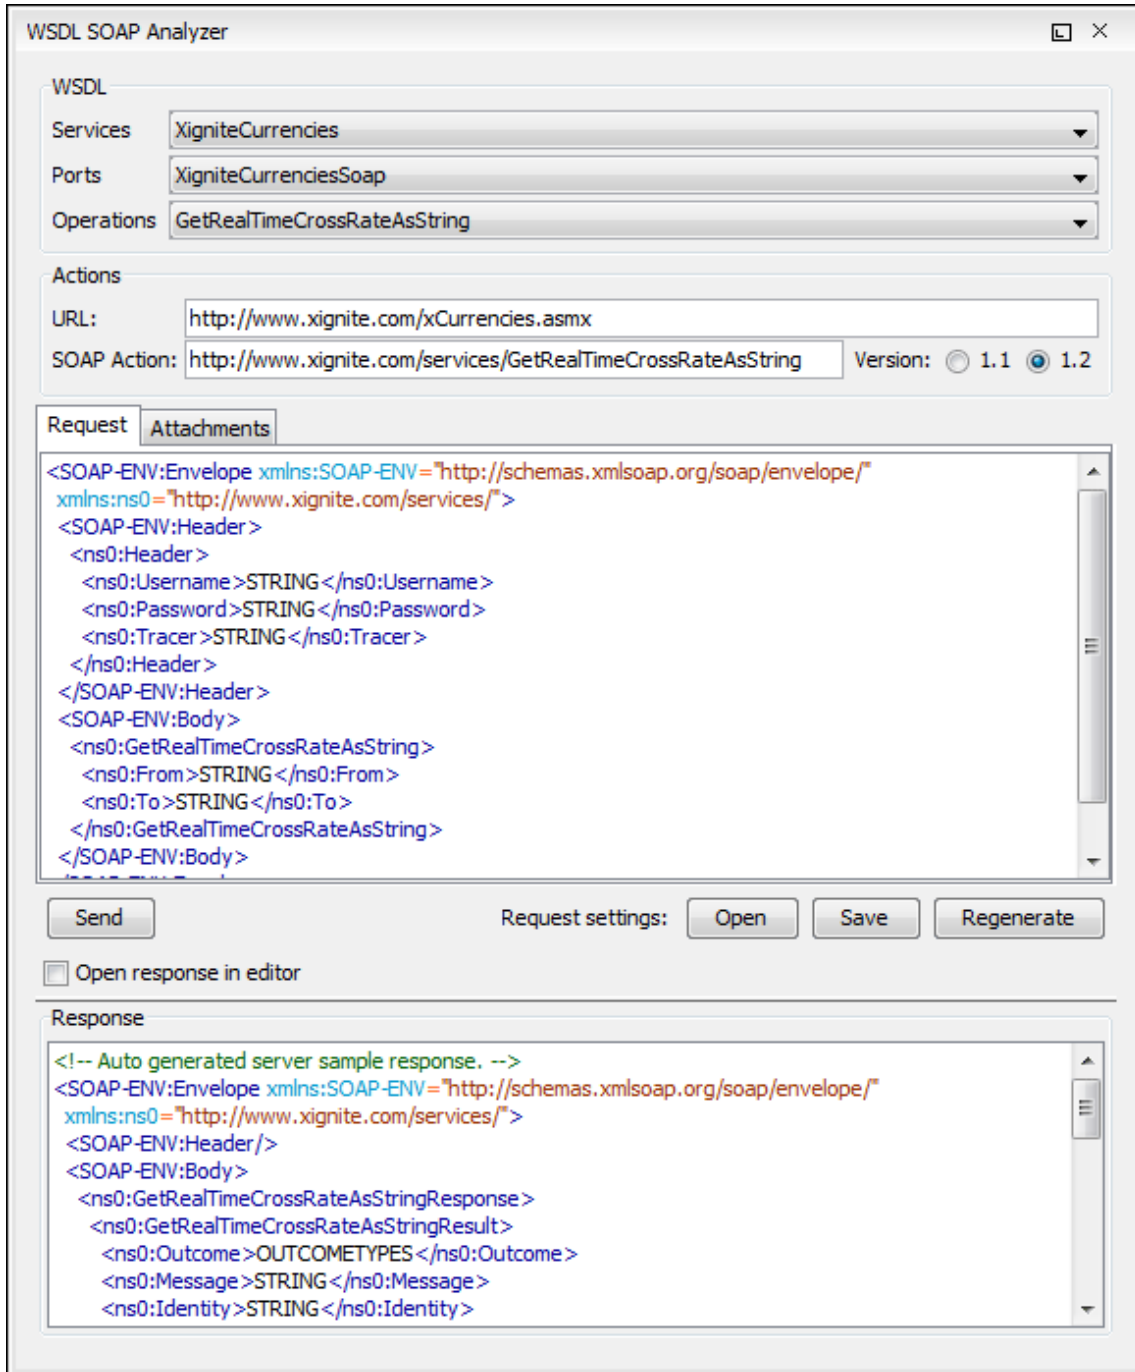 WSDL SOAP Analyzer
WSDL
Services XigniteCurrencies
Ports XigniteCurrenciesSoap
Operations GetRealTimeCrossRateAsString
Actions
URL: http://www.xignite.com/xCurrencies.asmx
SOAP Action: http://www.xignite.com/services/GetRealTimeCrossRateAsString Version: 1.1 1.2
Request Attachments
<SOAP-ENV:Envelope xmlns:SOAP-ENV="http://schemas.xmlsoap.org/soap/envelope/"
xmlns:ns0="http://www.xignite.com/services/">
<SOAP-ENV:Header>
<ns0:Header>
<ns0:Username>STRING</ns0:Username>
<ns0:Password>STRING</ns0:Password>
<ns0:Tracer>STRING</ns0:Tracer>
</ns0:Header>
</SOAP-ENV:Header>
<SOAP-ENV:Body>
<ns0:GetRealTimeCrossRateAsString>
<ns0:From>STRING</ns0:From>
<ns0:To>STRING</ns0:To>
</ns0:GetRealTimeCrossRateAsString>
</SOAP-ENV:Body>
Send Request settings: Open Save Regenerate
Open response in editor
Response
<!-- Auto generated server sample response. -->
<SOAP-ENV:Envelope xmlns:SOAP-ENV="http://schemas.xmlsoap.org/soap/envelope/"
xmlns:ns0="http://www.xignite.com/services/">
<SOAP-ENV:Header/>
<SOAP-ENV:Body>
<ns0:GetRealTimeCrossRateAsStringResponse>
<ns0:GetRealTimeCrossRateAsStringResult>
<ns0:Outcome>OUTCOMETYPES</ns0:Outcome>
<ns0:Message>STRING</ns0:Message>
<ns0:Identity>STRING</ns0:Identity>